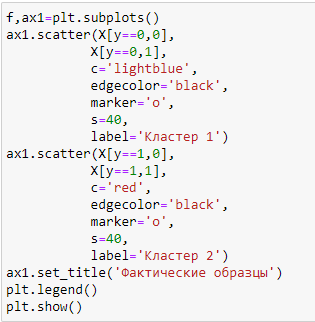 f,ax1=plt.subplots()
ax1.scatter(X[y==0,0],
            X[y==0,1],
            c='lightblue',
            edgecolor='black',
            marker='o',
            s=40,
            label='Кластер 1')
ax1.scatter(X[y==1,0],
            X[y==1,1],
            c='red',
            edgecolor='black',
            marker='o',
            s=40,
            label='Кластер 2')
ax1.set_title('Фактические образцы')
plt.legend()
plt.show()